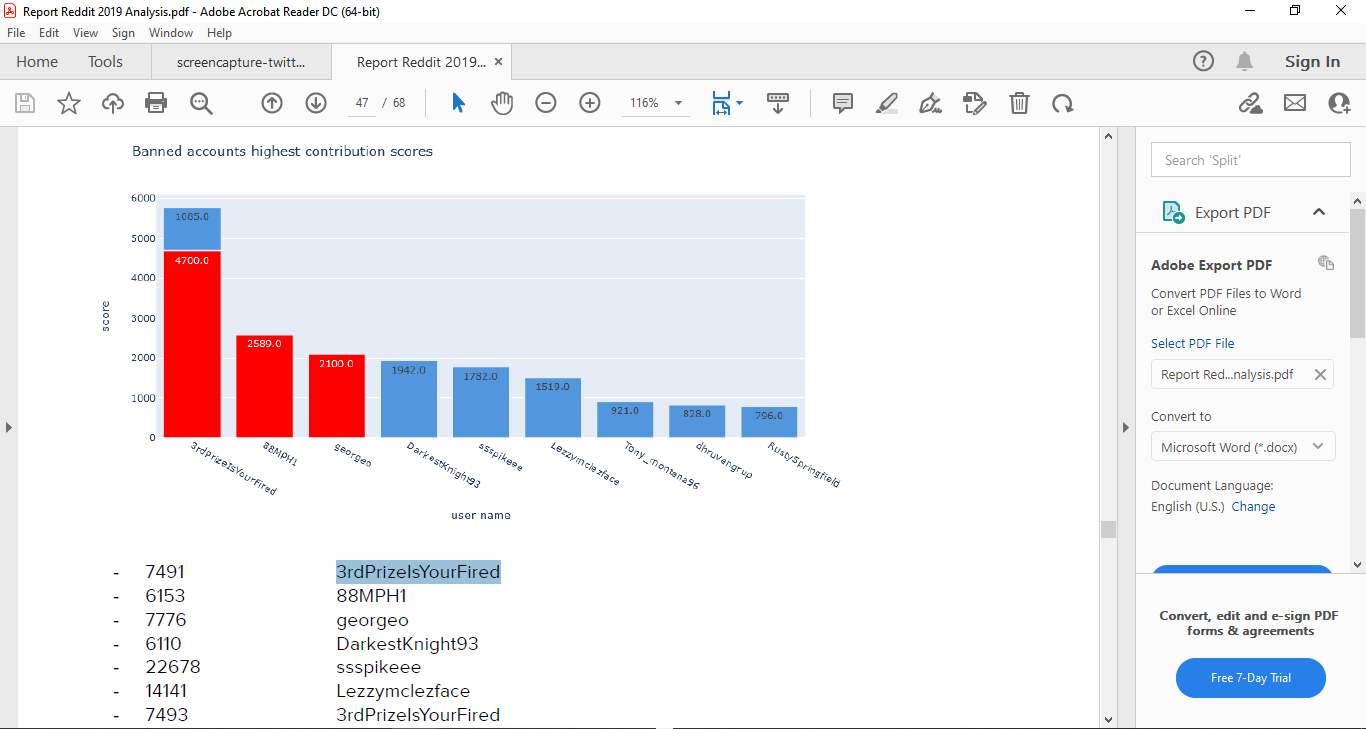 Report Reddit 2019 Analysis.pdf - Adobe Acrobat Reader DC (64-bit)
File Edit View Sign Window Help
Home Tools screencapture-twitt... Report Reddit 2019... ×
Sign In
47 / 68
116%
Banned accounts highest contribution scores
6000
5000
4000
3000
2000
1000
0
score
1065.0
4700.0
2589.0
2100.0
1942.0
1782.0
1519.0
921.0
828.0
796.0
3rdPrizeIsYourFired
88MPH1
georgeo
DarkestKnight93
ssspikeee
Lezzymclezface
Tony_montana96
dhruvangrup
RustySpringfield
user name
- 7491 3rdPrizeIsYourFired
- 6153 88MPH1
- 7776 georgeo
- 6110 DarkestKnight93
- 22678 ssspikeee
- 14141 Lezzymclezface
- 7493 3rdPrizeIsYourFired
Search 'Split'
Export PDF
Adobe Export PDF
Convert PDF Files to Word
or Excel Online
Select PDF File
Report Red...nalysis.pdf
Convert to
Microsoft Word (*.docx)
Document Language:
English (U.S.) Change
Convert, edit and e-sign PDF
forms & agreements
Free 7-Day Trial